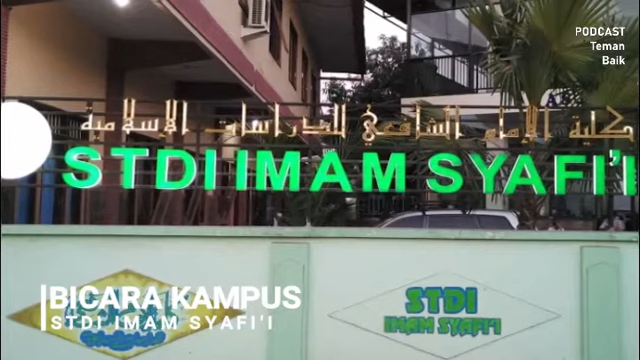 PODCAST
Teman
Baik
كلية الإمام الشافعي للدراسات الإسلامية
STDI IMAM SYAFI'I
BICARA KAMPUS
STDI IMAM SYAFI'I
STDI
IMAM SYAFI'I